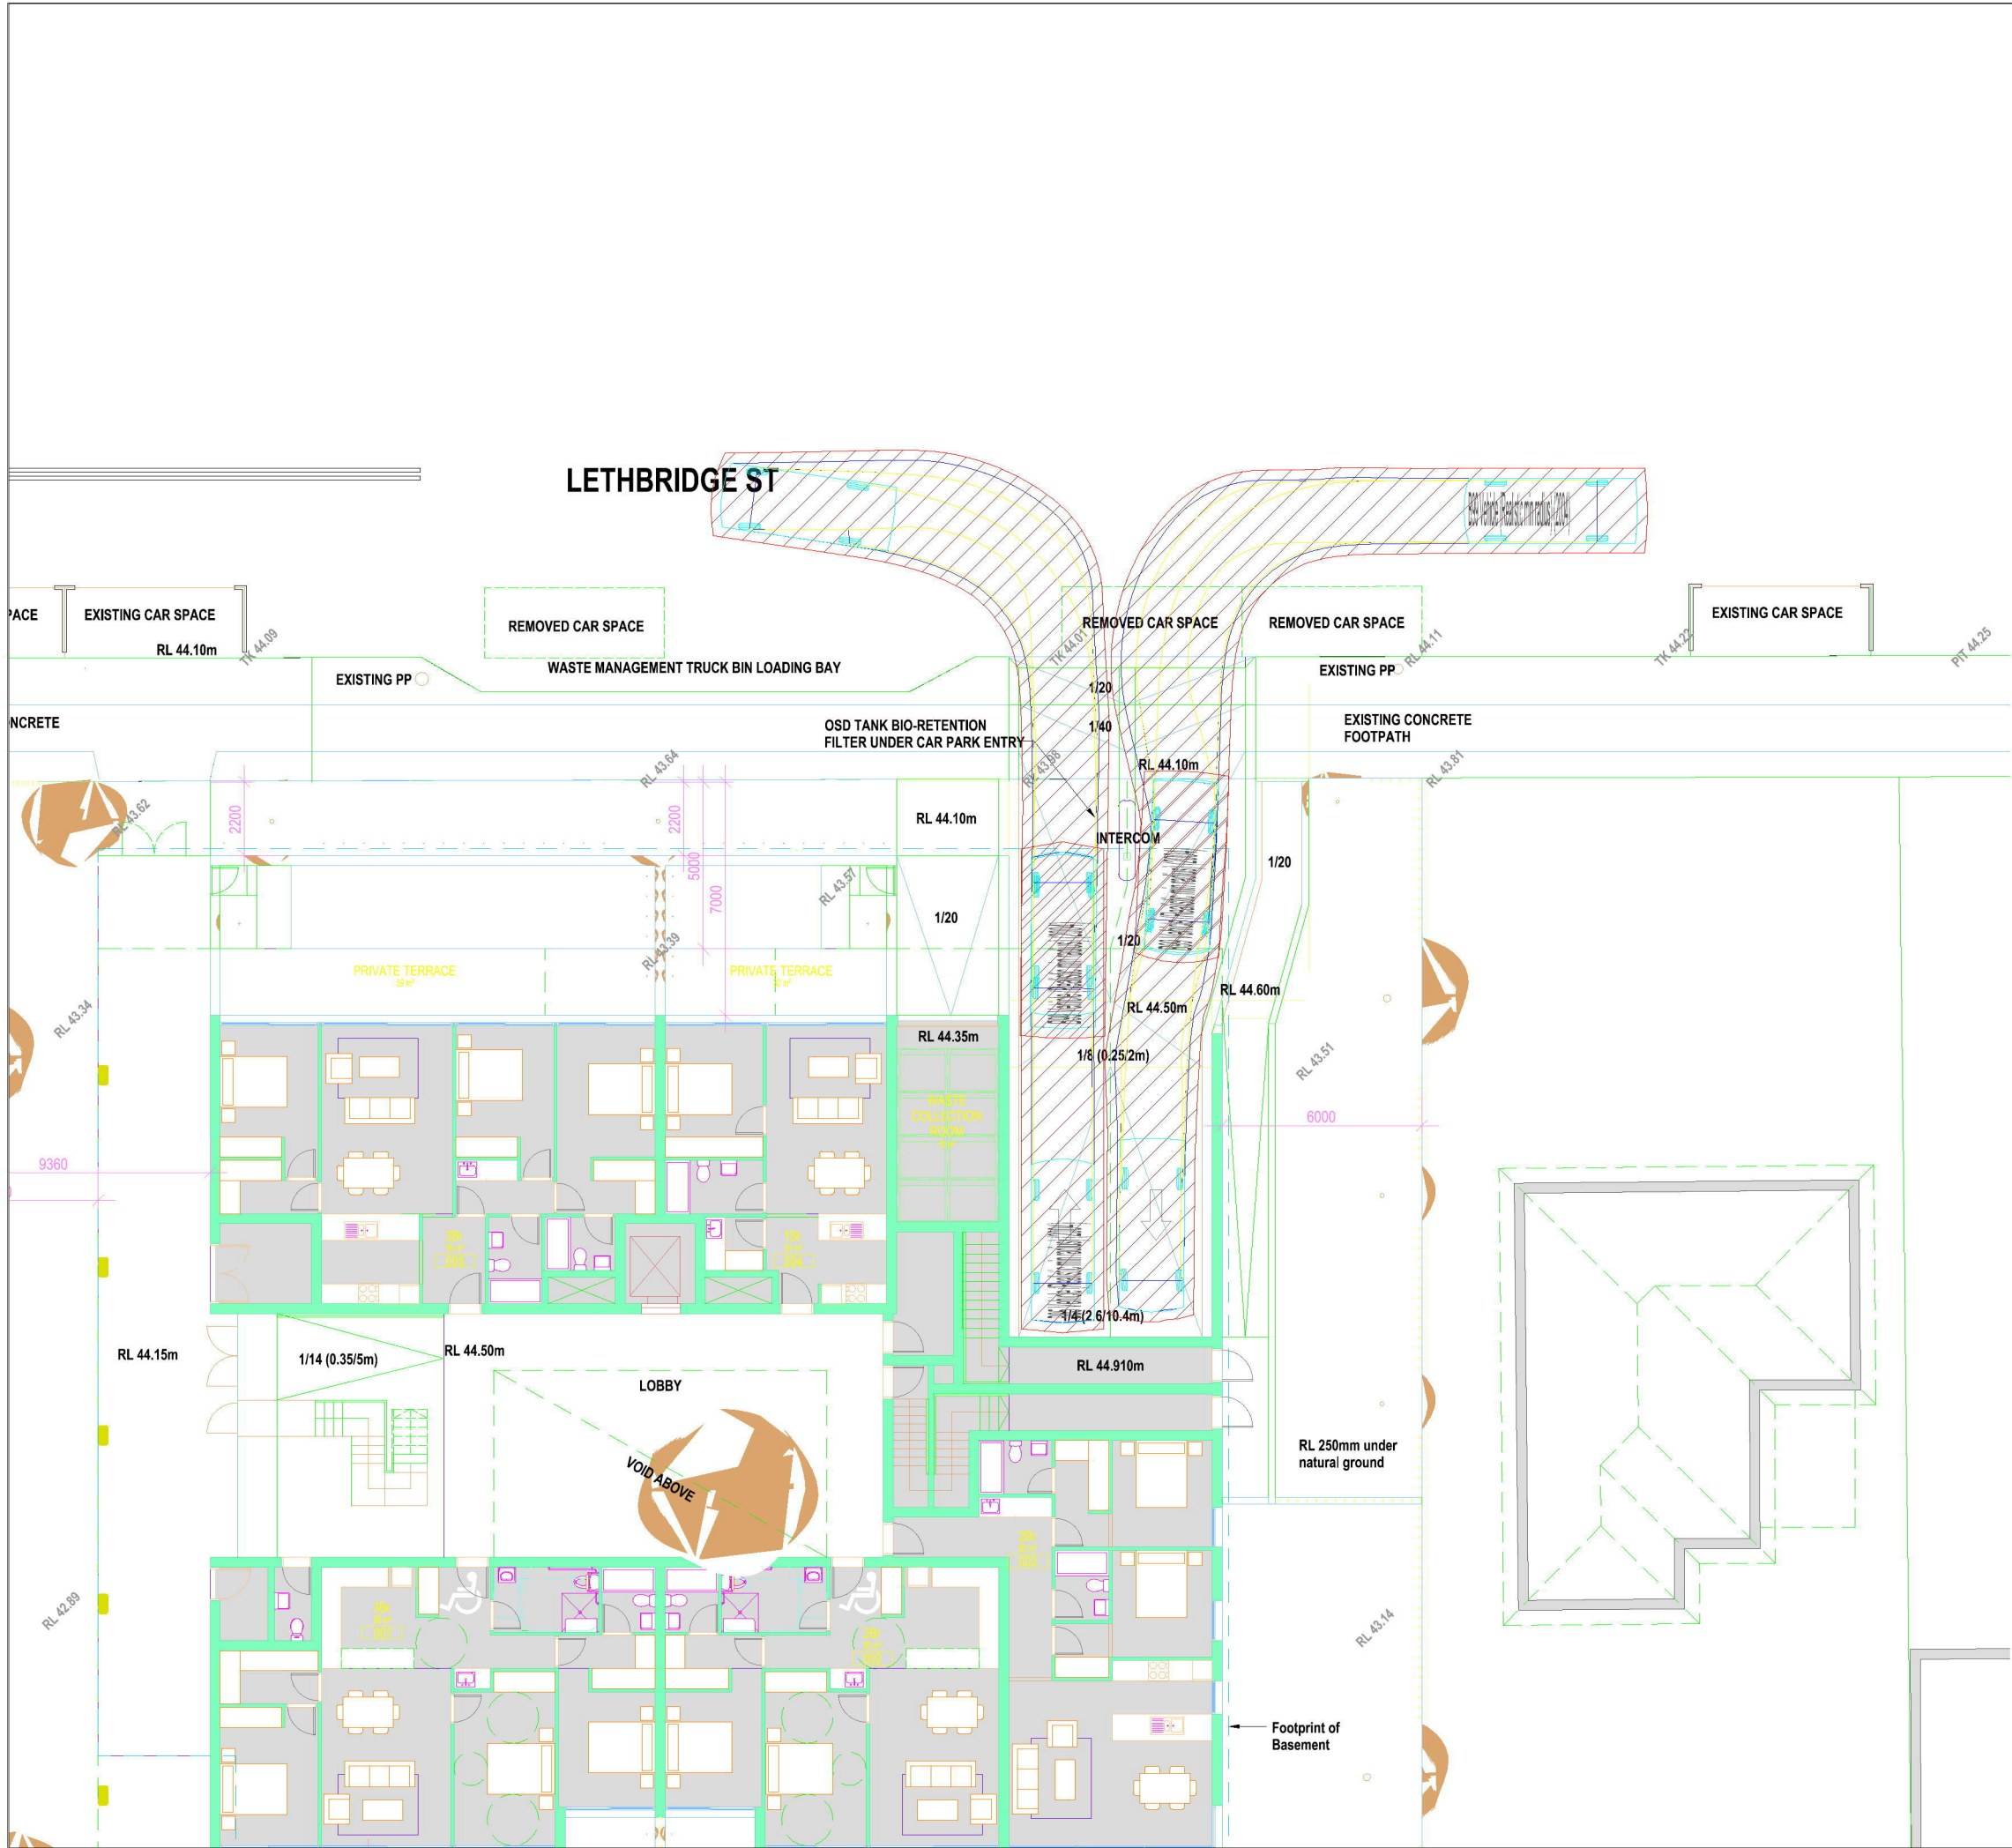 LETHBRIDGE ST
PACE
EXISTING CAR SPACE
RL 44.10m
TK 44.09
REMOVED CAR SPACE
REMOVED CAR SPACE
REMOVED CAR SPACE
EXISTING CAR SPACE
TK 44.01
RL 44.11
TK 44.22
PIT 44.25
EXISTING PP
WASTE MANAGEMENT TRUCK BIN LOADING BAY
EXISTING PP
1/20
1/40
NCRETE
OSD TANK BIO-RETENTION
FILTER UNDER CAR PARK ENTRY
EXISTING CONCRETE
FOOTPATH
RL 43.62
RL 43.64
RL 43.98
RL 44.10m
RL 43.81
2200
2200
5000
7000
RL 44.10m
INTERCOM
1/20
RL 43.57
1/20
1/20
RL 43.39
PRIVATE TERRACE
PRIVATE TERRACE
RL 43.34
RL 44.60m
RL 44.50m
RL 44.35m
1/8 (0.25/2m)
RL 43.51
WASTE
COLLECTION
ROOM
6000
9360
1/4 (2.6/10.4m)
RL 44.15m
1/14 (0.35/5m)
RL 44.50m
LOBBY
RL 44.910m
VOID ABOVE
RL 250mm under
natural ground
RL 42.89
RL 43.14
Footprint of
Basement